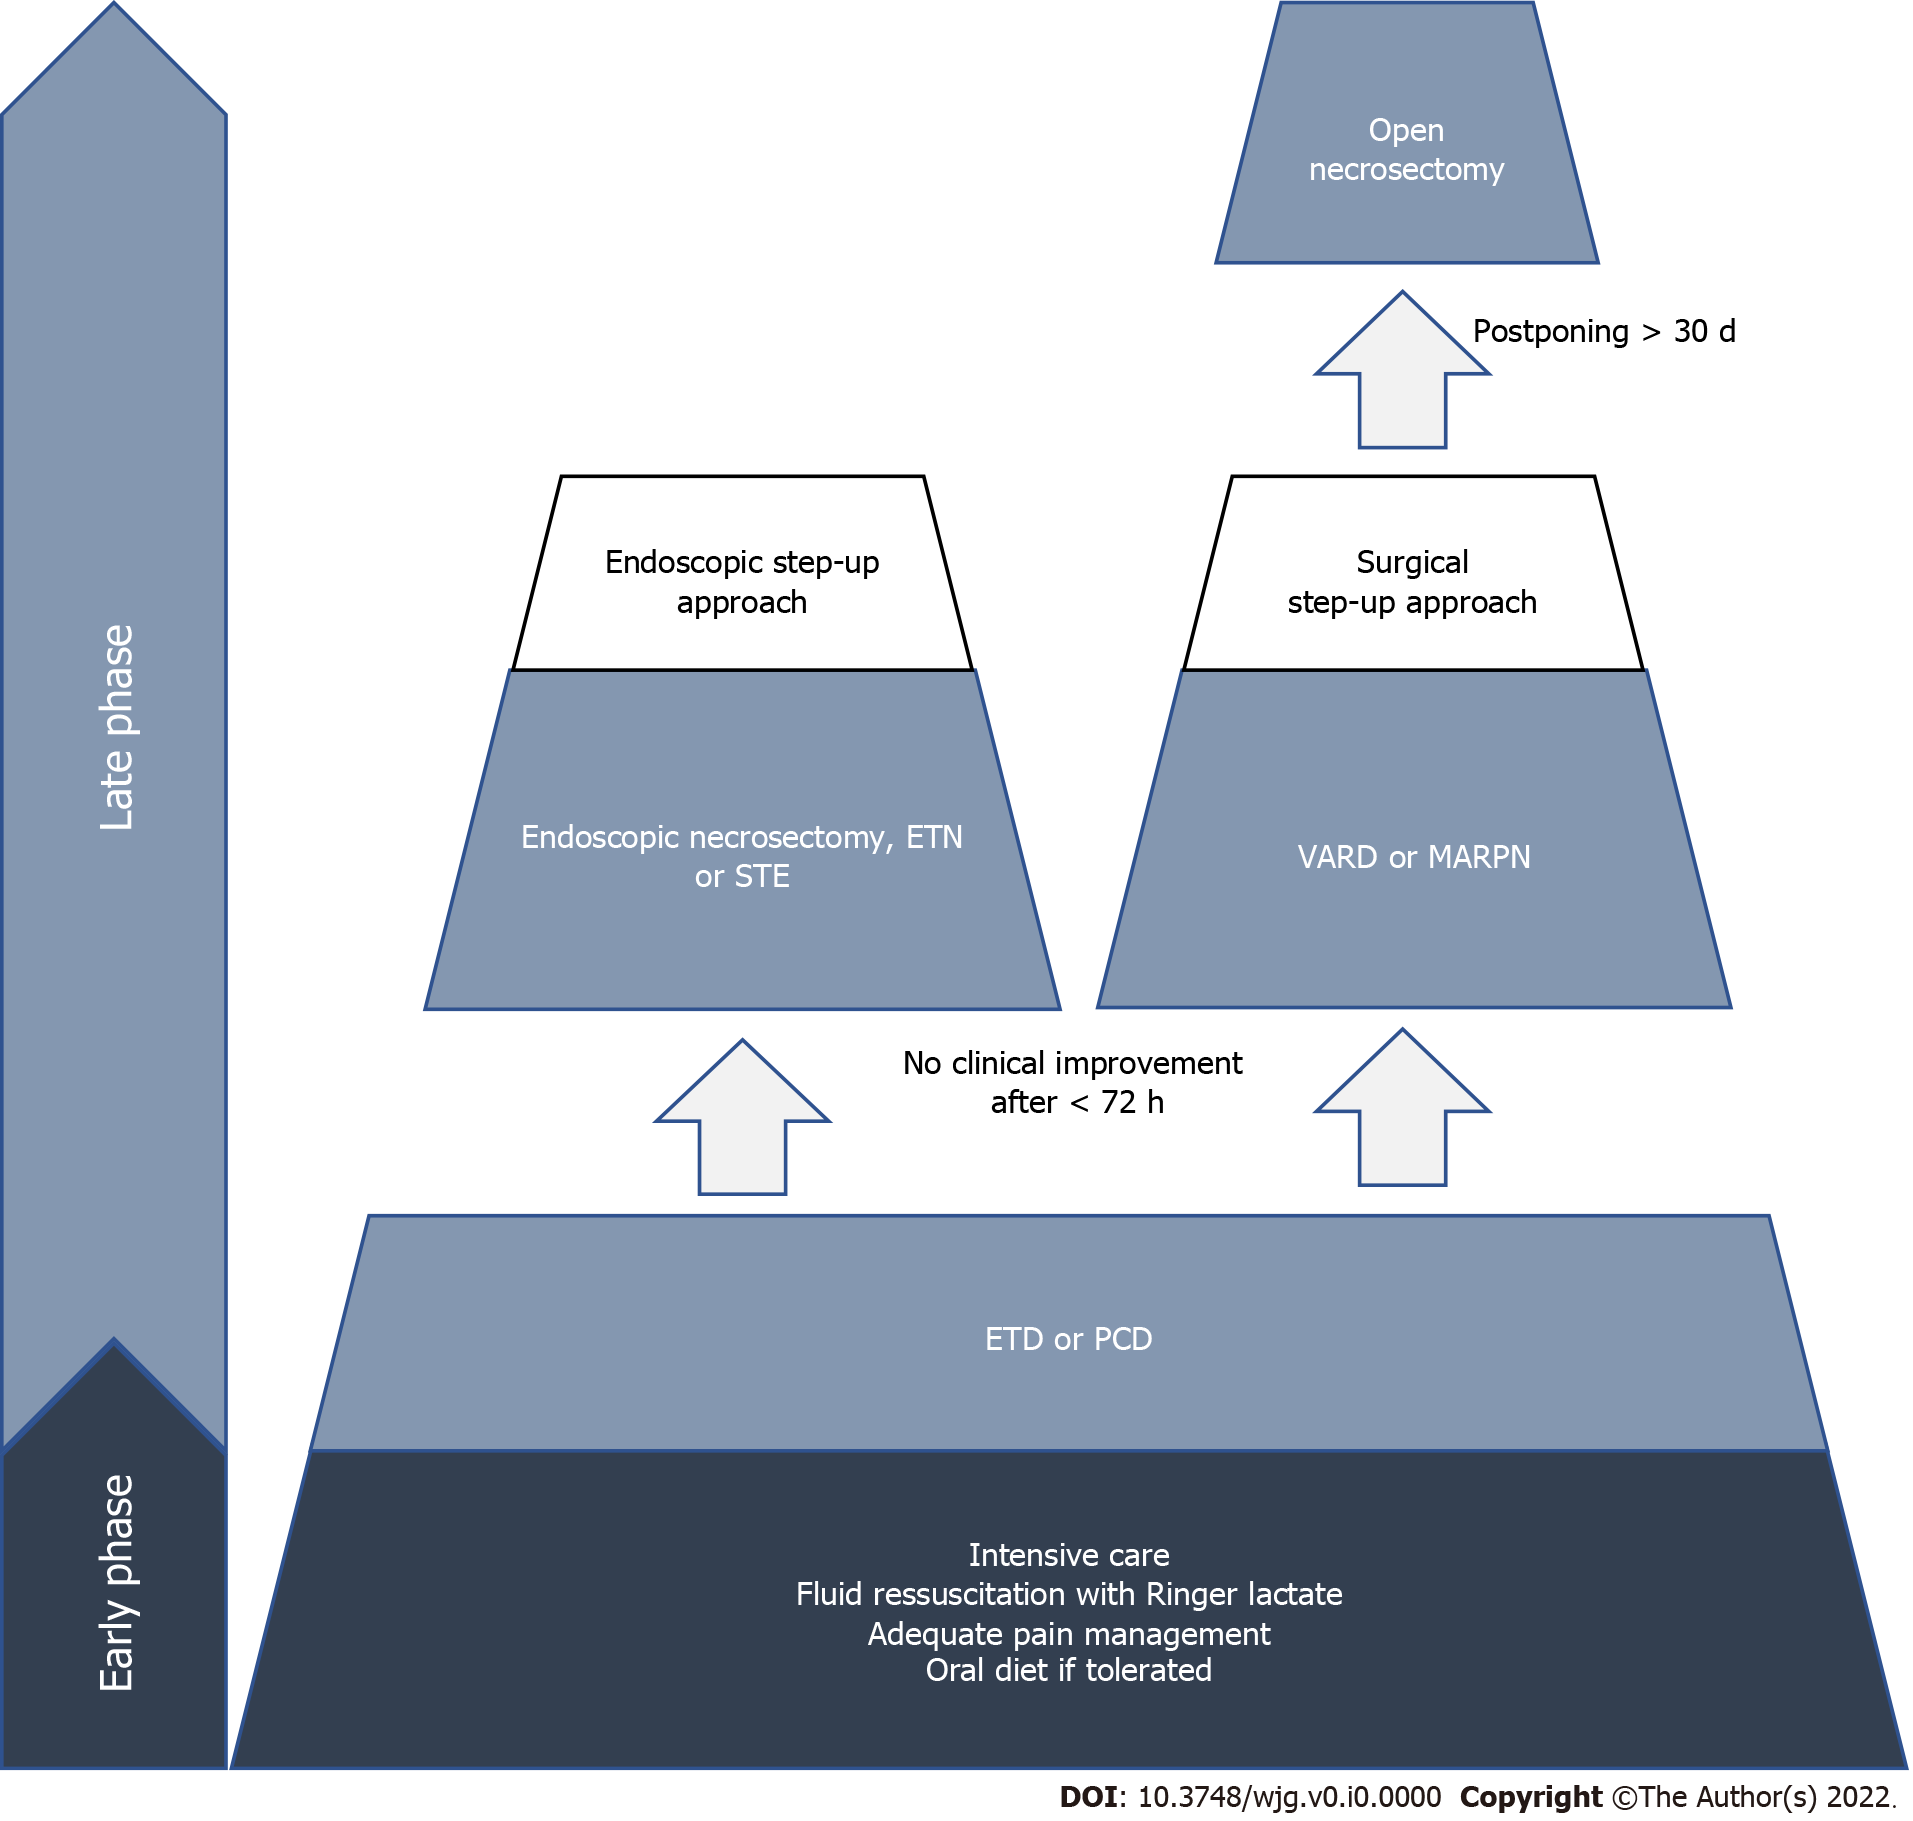 Open
necrosectomy
Postponing > 30 d
Endoscopic step-up
approach
Surgical
step-up approach
Late phase
Endoscopic necrosectomy, ETN
or STE
VARD or MARPN
No clinical improvement
after < 72 h
ETD or PCD
Early phase
Intensive care
Fluid ressuscitation with Ringer lactate
Adequate pain management
Oral diet if tolerated
DOI: 10.3748/wjg.v0.i0.0000 Copyright ©The Author(s) 2022.